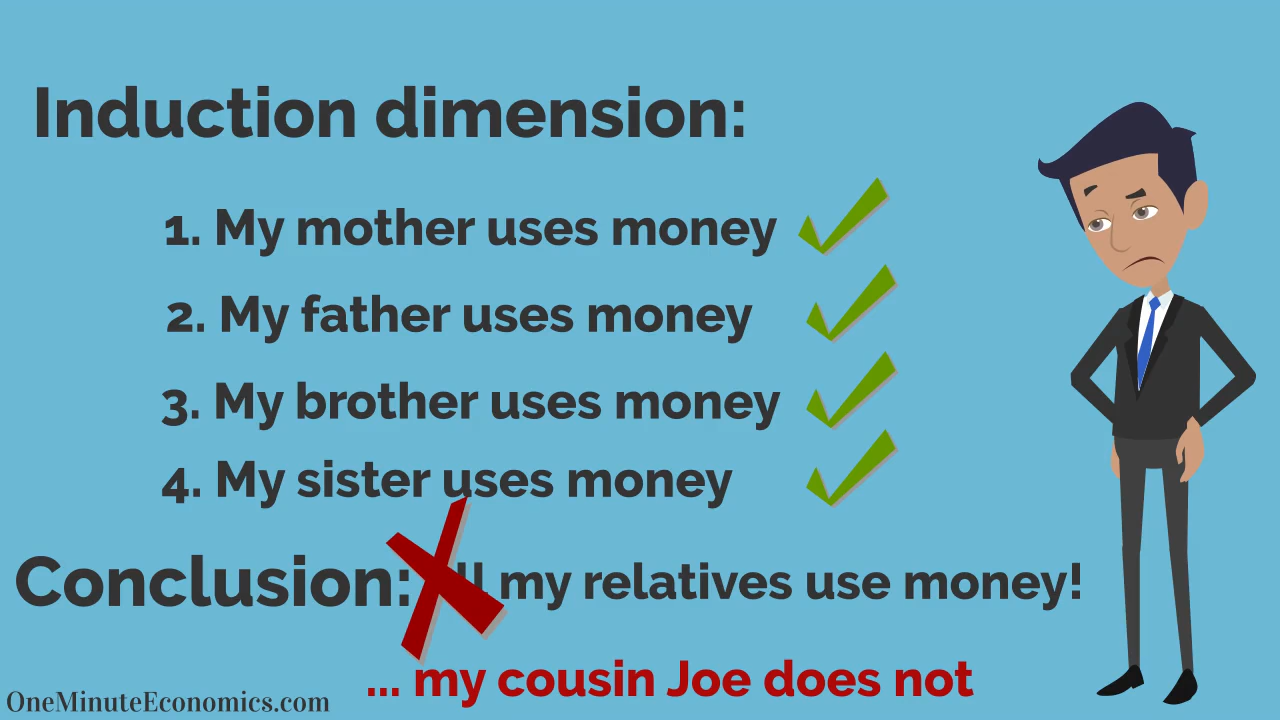 Induction dimension:
1. My mother uses money
2. My father uses money
3. My brother uses money
4. My sister uses money
Conclusion: my relatives use money!
... my cousin Joe does not
OneMinuteEconomics.com